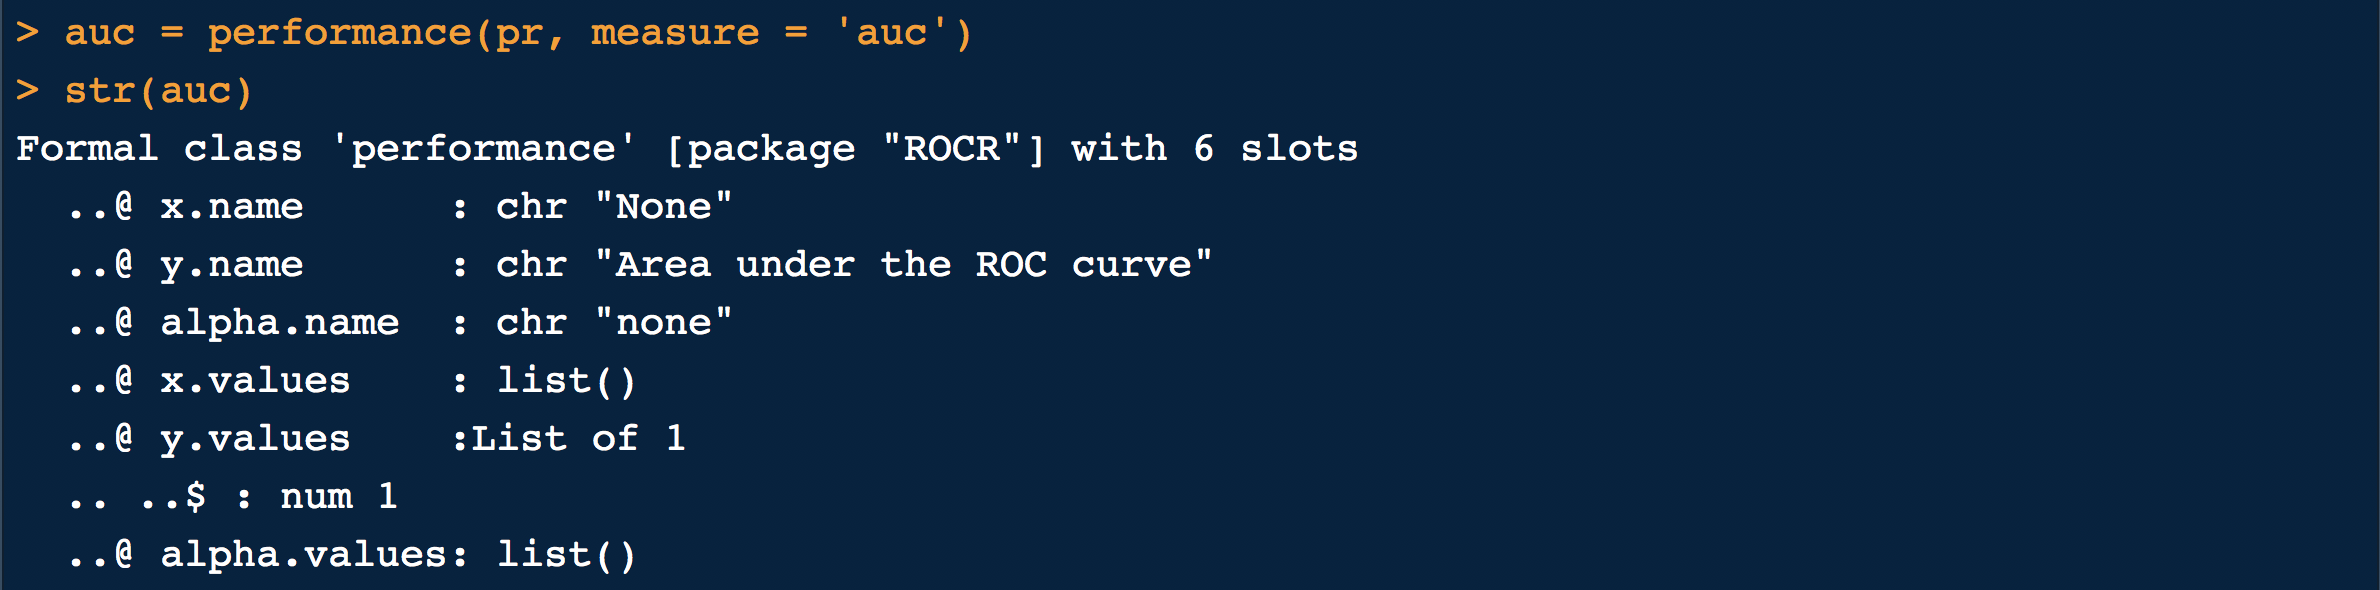 > auc = performance(pr, measure = 'auc')
> str(auc)
Formal class 'performance' [package "ROCR"] with 6 slots
  ..@ x.name      : chr "None"
  ..@ y.name      : chr "Area under the ROC curve"
  ..@ alpha.name  : chr "none"
  ..@ x.values    : list()
  ..@ y.values    :List of 1
  .. ..$ : num 1
  ..@ alpha.values: list()